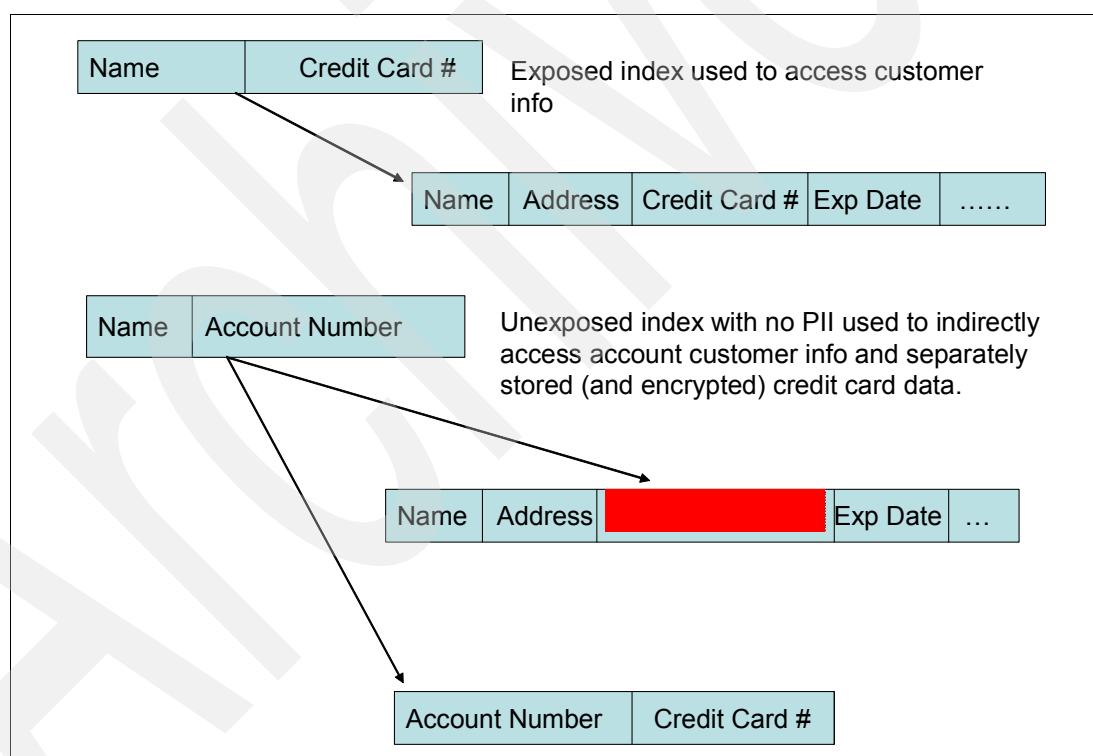 Name Credit Card #
Exposed index used to access customer
info
Name Address Credit Card # Exp Date ……
Name Account Number
Unexposed index with no PII used to indirectly
access account customer info and separately
stored (and encrypted) credit card data.
Name Address Exp Date …
Account Number Credit Card #
Archive